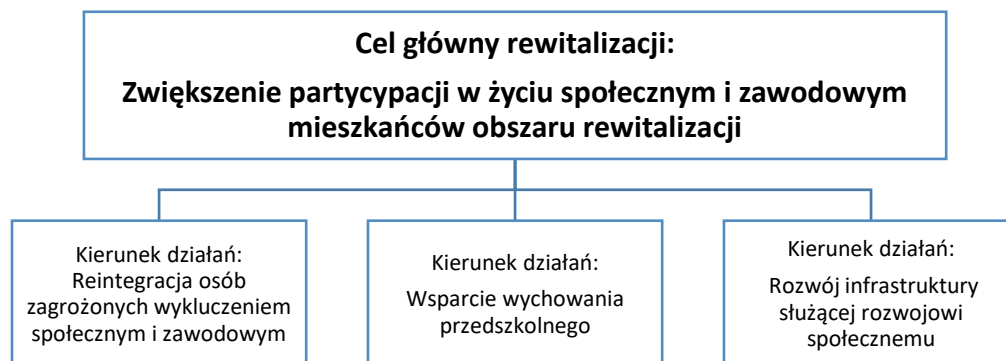 Cel główny rewitalizacji:
Zwiększenie partycypacji w życiu społecznym i zawodowym
mieszkańców obszaru rewitalizacji
Kierunek działań:
Reintegracja osób
zagrożonych wykluczeniem
społecznym i zawodowym
Kierunek działań:
Wsparcie wychowania
przedszkolnego
Kierunek działań:
Rozwój infrastruktury
służącej rozwojowi
społecznemu